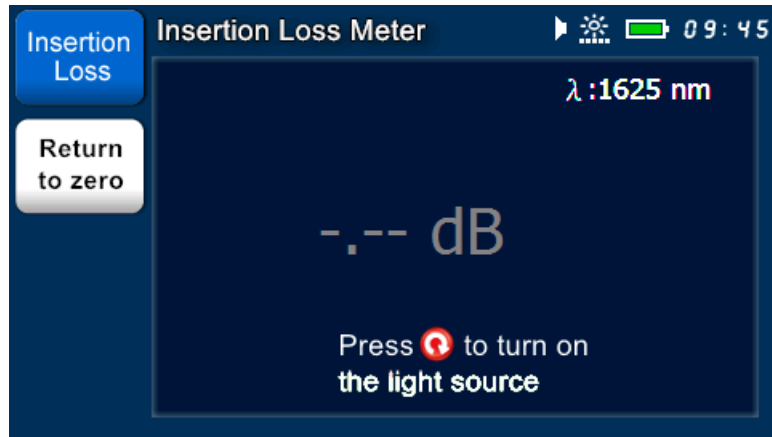 Insertion Loss
Insertion Loss Meter
09:45
λ:1625 nm
Return to zero
-.-- dB
Press to turn on
the light source